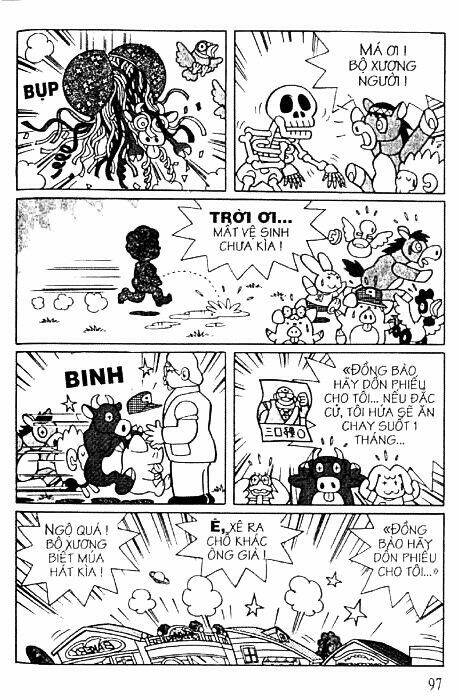 BỤP
MÁ ƠI !
BỘ XƯƠNG
NGƯỜI !
TRỜI ƠI...
MẤT VỆ SINH
CHƯA KÌA !
BINH
«ĐỒNG BÀO
HÃY DỒN PHIẾU
CHO TÔI... NẾU ĐẮC
CỬ, TÔI HỨA SẼ ĂN
CHAY SUỐT 1
THÁNG...
NGỘ QUÁ !
BỘ XƯƠNG
BIẾT MÚA
HÁT KÌA !
Ê, XÊ RA
CHỖ KHÁC
ÔNG GIÀ !
«ĐỒNG
BÀO HÃY
DỒN PHIẾU
CHO TÔI...»
97